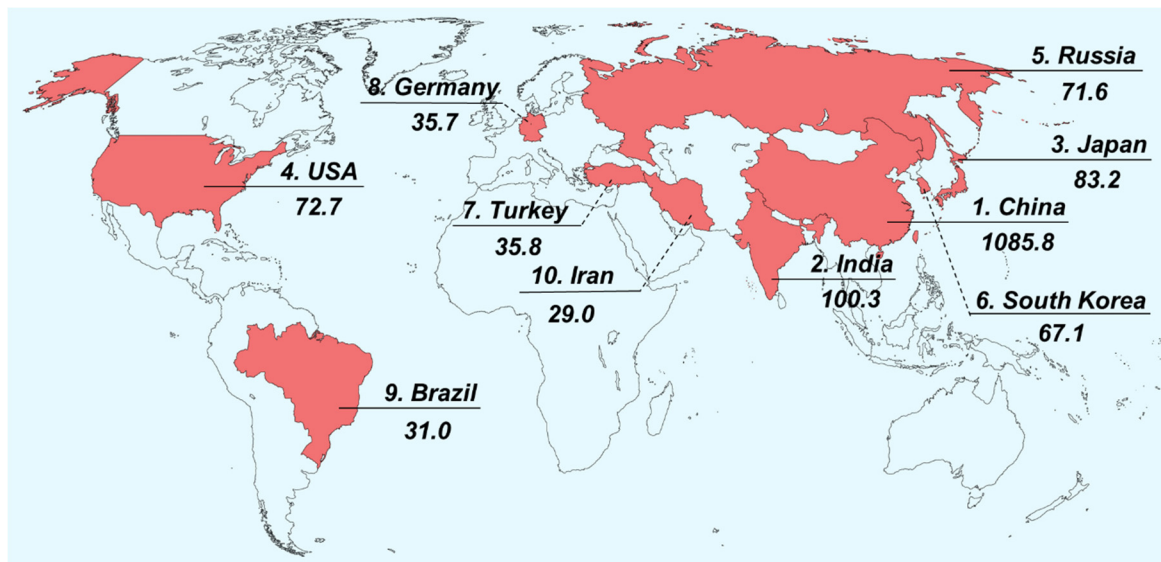 5. Russia
71.6
8. Germany
35.7
3. Japan
83.2
4. USA
72.7
7. Turkey
35.8
1. China
1085.8
2. India
100.3
10. Iran
29.0
6. South Korea
67.1
9. Brazil
31.0